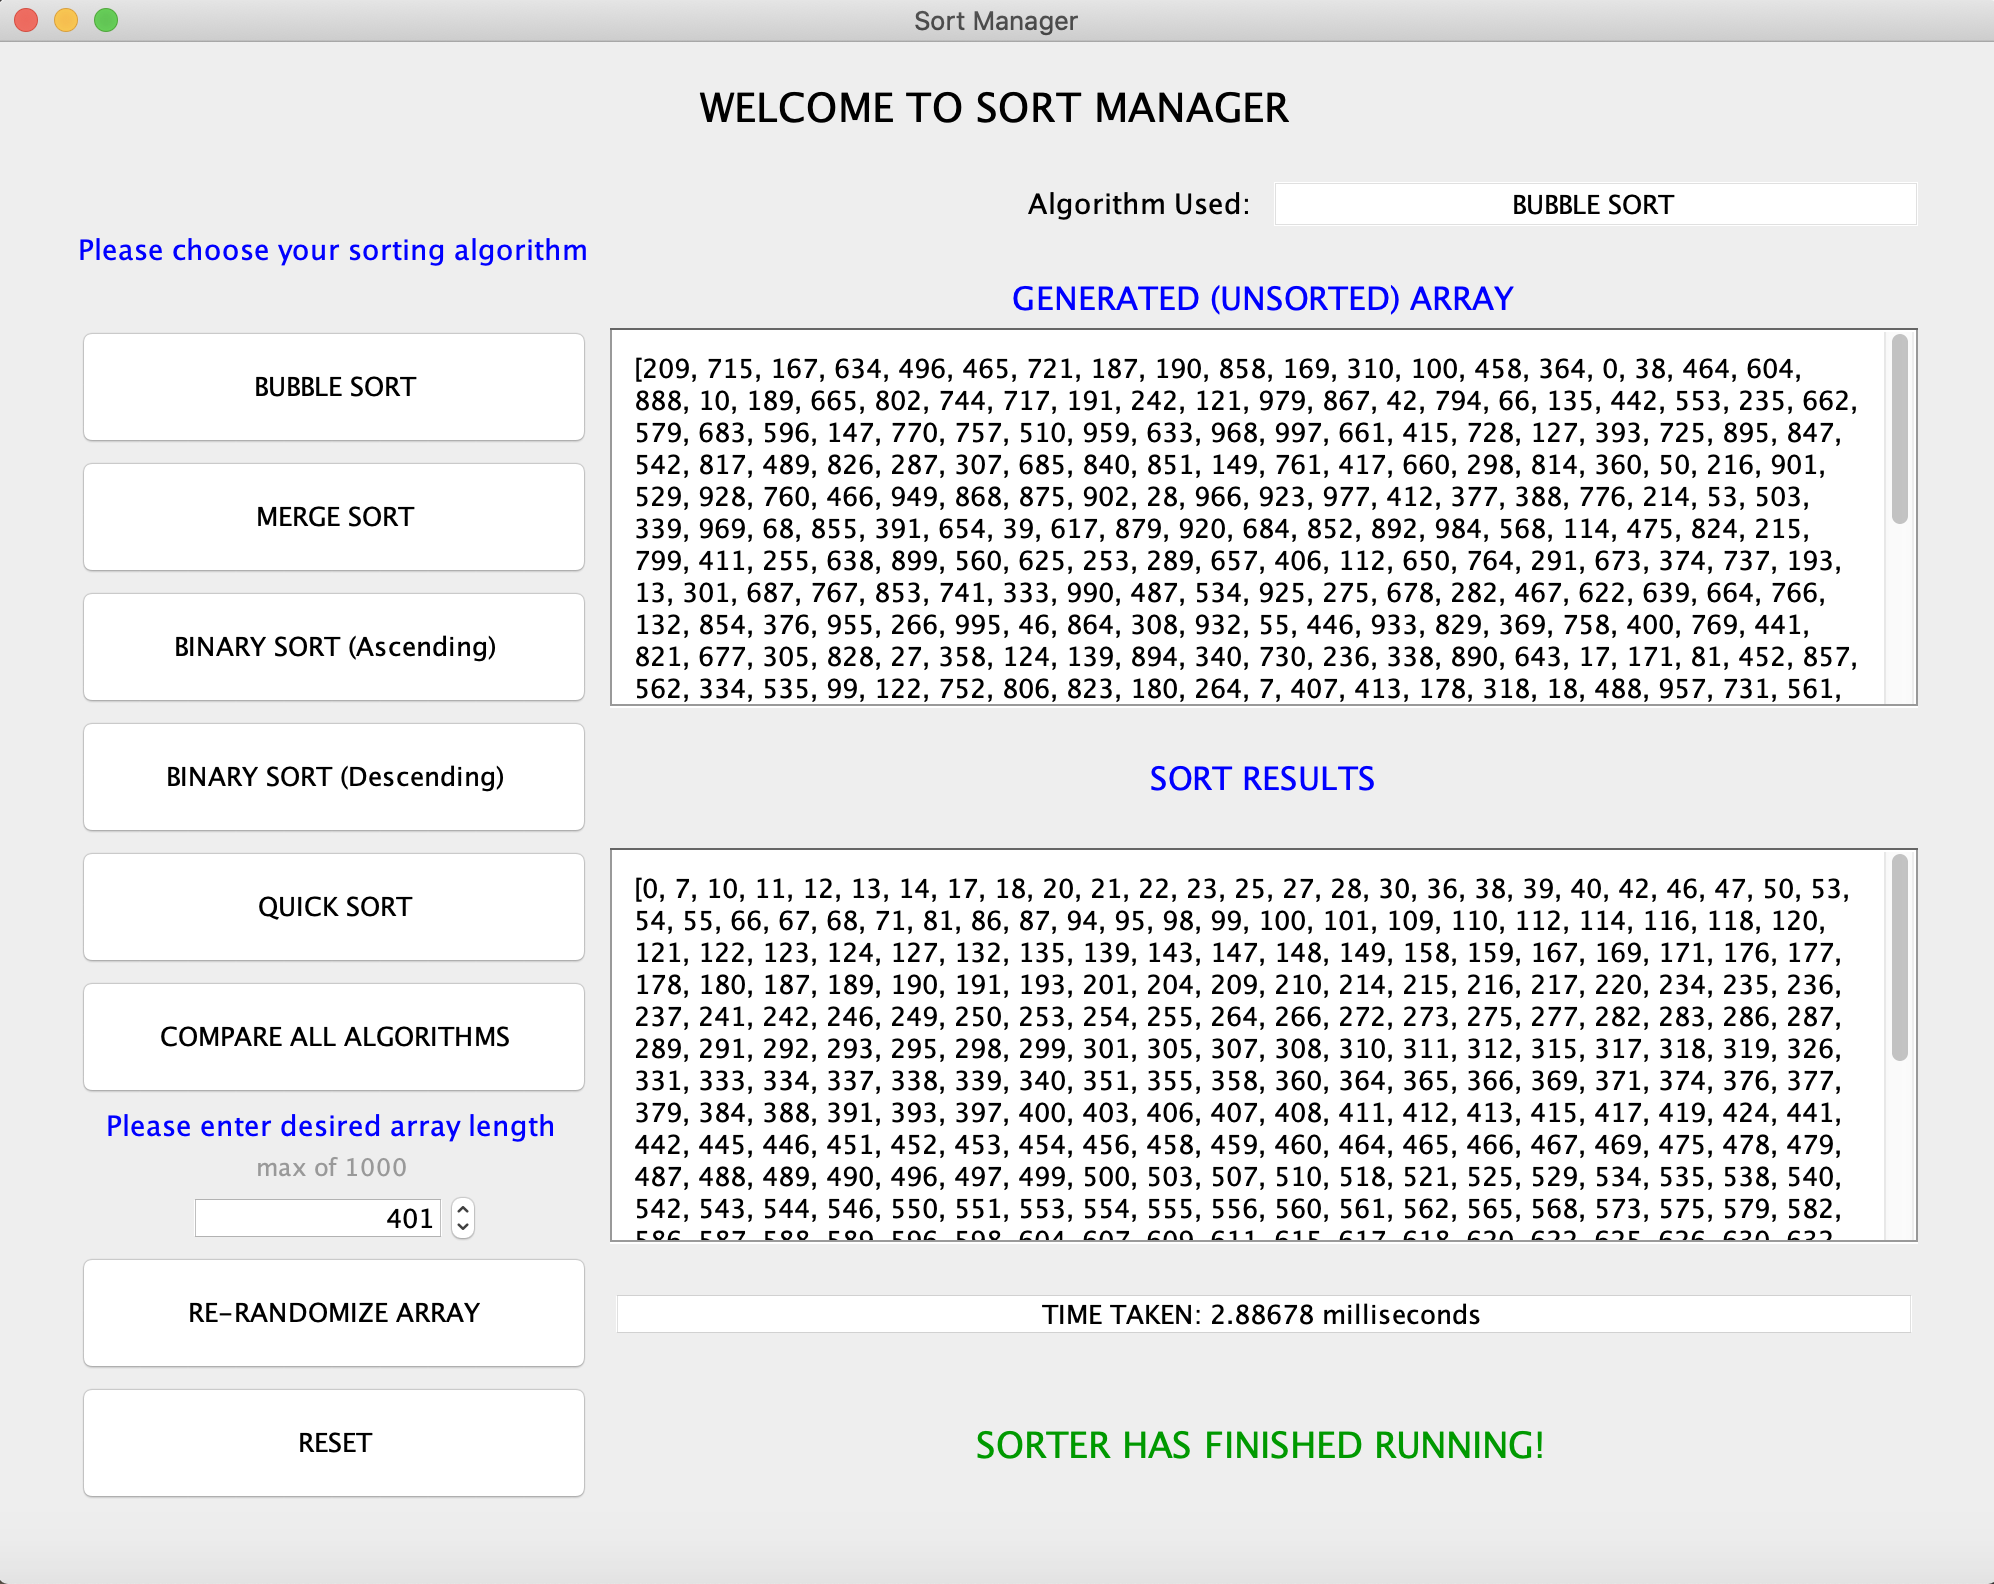 Sort Manager
WELCOME TO SORT MANAGER
Algorithm Used: BUBBLE SORT
Please choose your sorting algorithm
BUBBLE SORT
MERGE SORT
BINARY SORT (Ascending)
BINARY SORT (Descending)
QUICK SORT
COMPARE ALL ALGORITHMS
Please enter desired array length
max of 1000
401
RE-RANDOMIZE ARRAY
RESET
GENERATED (UNSORTED) ARRAY
[209, 715, 167, 634, 496, 465, 721, 187, 190, 858, 169, 310, 100, 458, 364, 0, 38, 464, 604,
888, 10, 189, 665, 802, 744, 717, 191, 242, 121, 979, 867, 42, 794, 66, 135, 442, 553, 235, 662,
579, 683, 596, 147, 770, 757, 510, 959, 633, 968, 997, 661, 415, 728, 127, 393, 725, 895, 847,
542, 817, 489, 826, 287, 307, 685, 840, 851, 149, 761, 417, 660, 298, 814, 360, 50, 216, 901,
529, 928, 760, 466, 949, 868, 875, 902, 28, 966, 923, 977, 412, 377, 388, 776, 214, 53, 503,
339, 969, 68, 855, 391, 654, 39, 617, 879, 920, 684, 852, 892, 984, 568, 114, 475, 824, 215,
799, 411, 255, 638, 899, 560, 625, 253, 289, 657, 406, 112, 650, 764, 291, 673, 374, 737, 193,
13, 301, 687, 767, 853, 741, 333, 990, 487, 534, 925, 275, 678, 282, 467, 622, 639, 664, 766,
132, 854, 376, 955, 266, 995, 46, 864, 308, 932, 55, 446, 933, 829, 369, 758, 400, 769, 441,
821, 677, 305, 828, 27, 358, 124, 139, 894, 340, 730, 236, 338, 890, 643, 17, 171, 81, 452, 857,
562, 334, 535, 99, 122, 752, 806, 823, 180, 264, 7, 407, 413, 178, 318, 18, 488, 957, 731, 561,
SORT RESULTS
[0, 7, 10, 11, 12, 13, 14, 17, 18, 20, 21, 22, 23, 25, 27, 28, 30, 36, 38, 39, 40, 42, 46, 47, 50, 53,
54, 55, 66, 67, 68, 71, 81, 86, 87, 94, 95, 98, 99, 100, 101, 109, 110, 112, 114, 116, 118, 120,
121, 122, 123, 124, 127, 132, 135, 139, 143, 147, 148, 149, 158, 159, 167, 169, 171, 176, 177,
178, 180, 187, 189, 190, 191, 193, 201, 204, 209, 210, 214, 215, 216, 217, 220, 234, 235, 236,
237, 241, 242, 246, 249, 250, 253, 254, 255, 264, 266, 272, 273, 275, 277, 282, 283, 286, 287,
289, 291, 292, 293, 295, 298, 299, 301, 305, 307, 308, 310, 311, 312, 315, 317, 318, 319, 326,
331, 333, 334, 337, 338, 339, 340, 351, 355, 358, 360, 364, 365, 366, 369, 371, 374, 376, 377,
379, 384, 388, 391, 393, 397, 400, 403, 406, 407, 408, 411, 412, 413, 415, 417, 419, 424, 441,
442, 445, 446, 451, 452, 453, 454, 456, 458, 459, 460, 464, 465, 466, 467, 469, 475, 478, 479,
487, 488, 489, 490, 496, 497, 499, 500, 503, 507, 510, 518, 521, 525, 529, 534, 535, 538, 540,
542, 543, 544, 546, 550, 551, 553, 554, 555, 556, 560, 561, 562, 565, 568, 573, 575, 579, 582,
586, 587, 588, 589, 596, 598, 604, 607, 609, 611, 615, 617, 618, 620, 622, 625, 626, 630, 632,
TIME TAKEN: 2.88678 milliseconds
SORTER HAS FINISHED RUNNING!